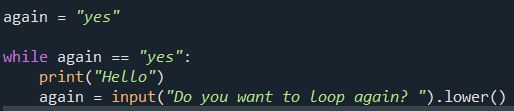 again = "yes"
while again == "yes":
    print("Hello")
    again = input("Do you want to loop again? ").lower()